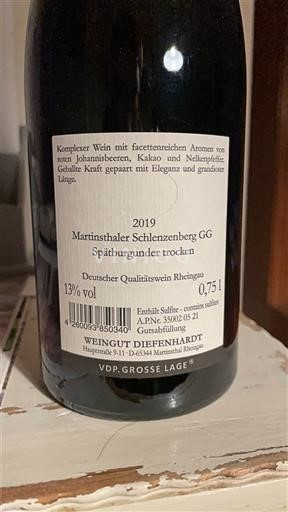 Komplexer Wein mit facettenreichen Aromen von
roten Johannisbeeren, Kakao und Nelkenpfeffer.
Geballte Kraft gepaart mit Eleganz und grandioser
Länge.
2019
Martinsthaler Schlenzenberg GG
Spätburgunder trocken
Deutscher Qualitätswein Rheingau
13% vol
0,75 l
Enthält Sulfite - contains sulfites
A.P.Nr. 35002 05 21
Gutsabfüllung
4 260093 850340
WEINGUT DIEFENHARDT
Hauptstraße 9-11 · D-65344 Martinsthal Rheingau
VDP.GROSSE LAGE®